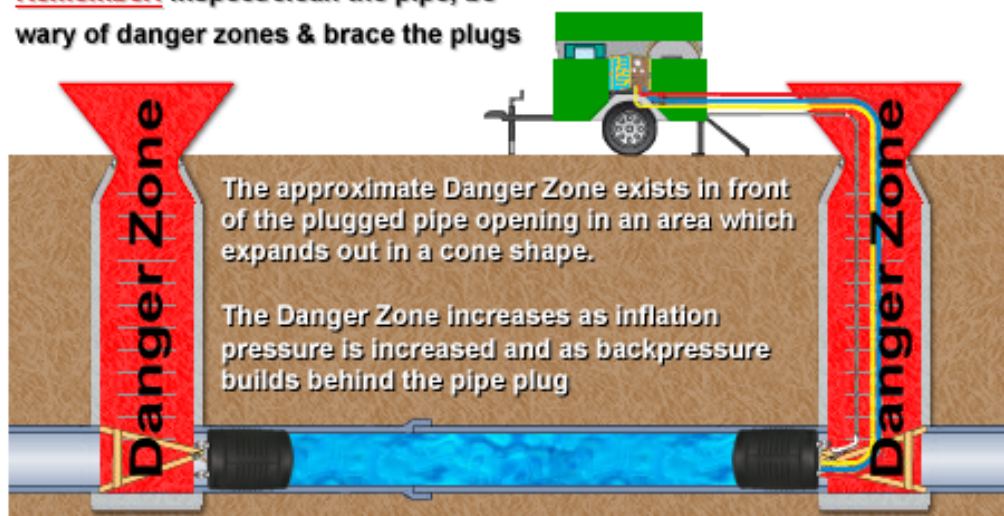 wary of danger zones & brace the plugs
Danger Zone
The approximate Danger Zone exists in front
of the plugged pipe opening in an area which
expands out in a cone shape.
The Danger Zone increases as inflation
pressure is increased and as backpressure
builds behind the pipe plug
Danger Zone